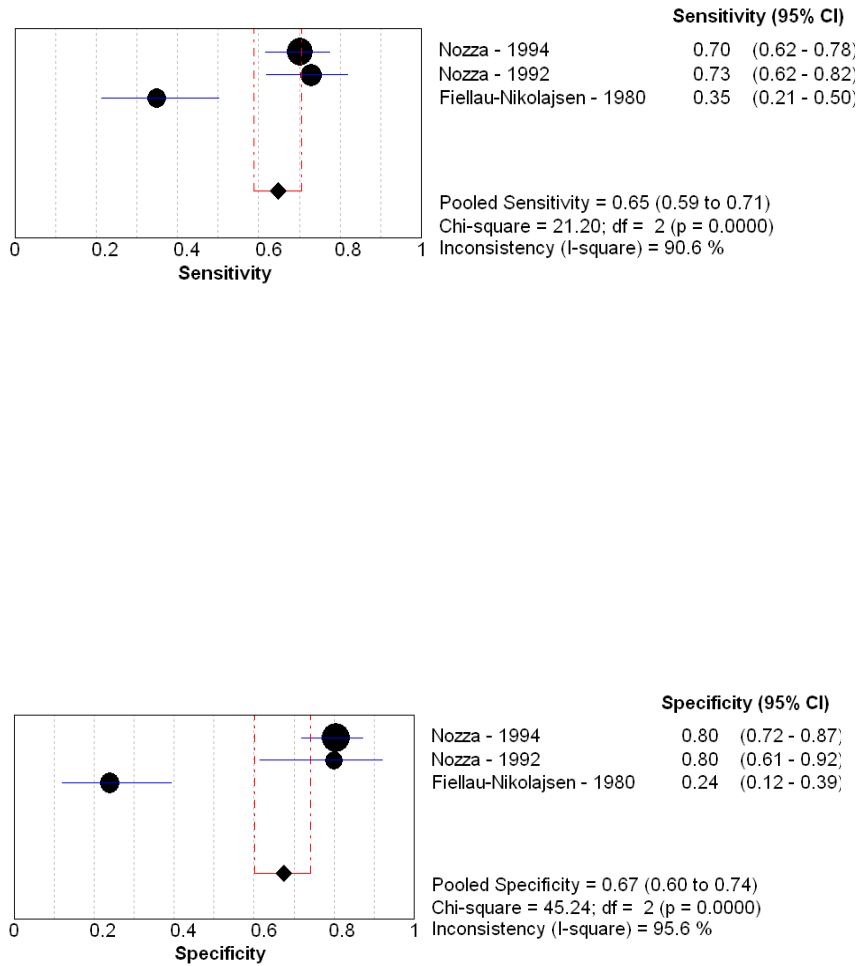 Sensitivity (95% CI)
Nozza - 1994 0.70 (0.62 - 0.78)
Nozza - 1992 0.73 (0.62 - 0.82)
Fiellau-Nikolajsen - 1980 0.35 (0.21 - 0.50)
Pooled Sensitivity = 0.65 (0.59 to 0.71)
Chi-square = 21.20; df = 2 (p = 0.0000)
Inconsistency (I-square) = 90.6 %
0 0.2 0.4 0.6 0.8 1
Sensitivity
Specificity (95% CI)
Nozza - 1994 0.80 (0.72 - 0.87)
Nozza - 1992 0.80 (0.61 - 0.92)
Fiellau-Nikolajsen - 1980 0.24 (0.12 - 0.39)
Pooled Specificity = 0.67 (0.60 to 0.74)
Chi-square = 45.24; df = 2 (p = 0.0000)
Inconsistency (I-square) = 95.6 %
0 0.2 0.4 0.6 0.8 1
Specificity